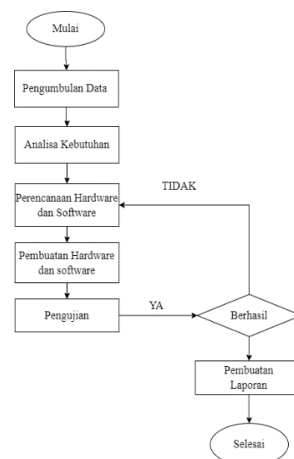 Mulai
Pengumbulan Data
Analisa Kebutuhan
Perencanaan Hardware
dan Software
TIDAK
Pembuatan Hardware
dan software
Pengujian
YA
Berhasil
Pembuatan
Laporan
Selesai